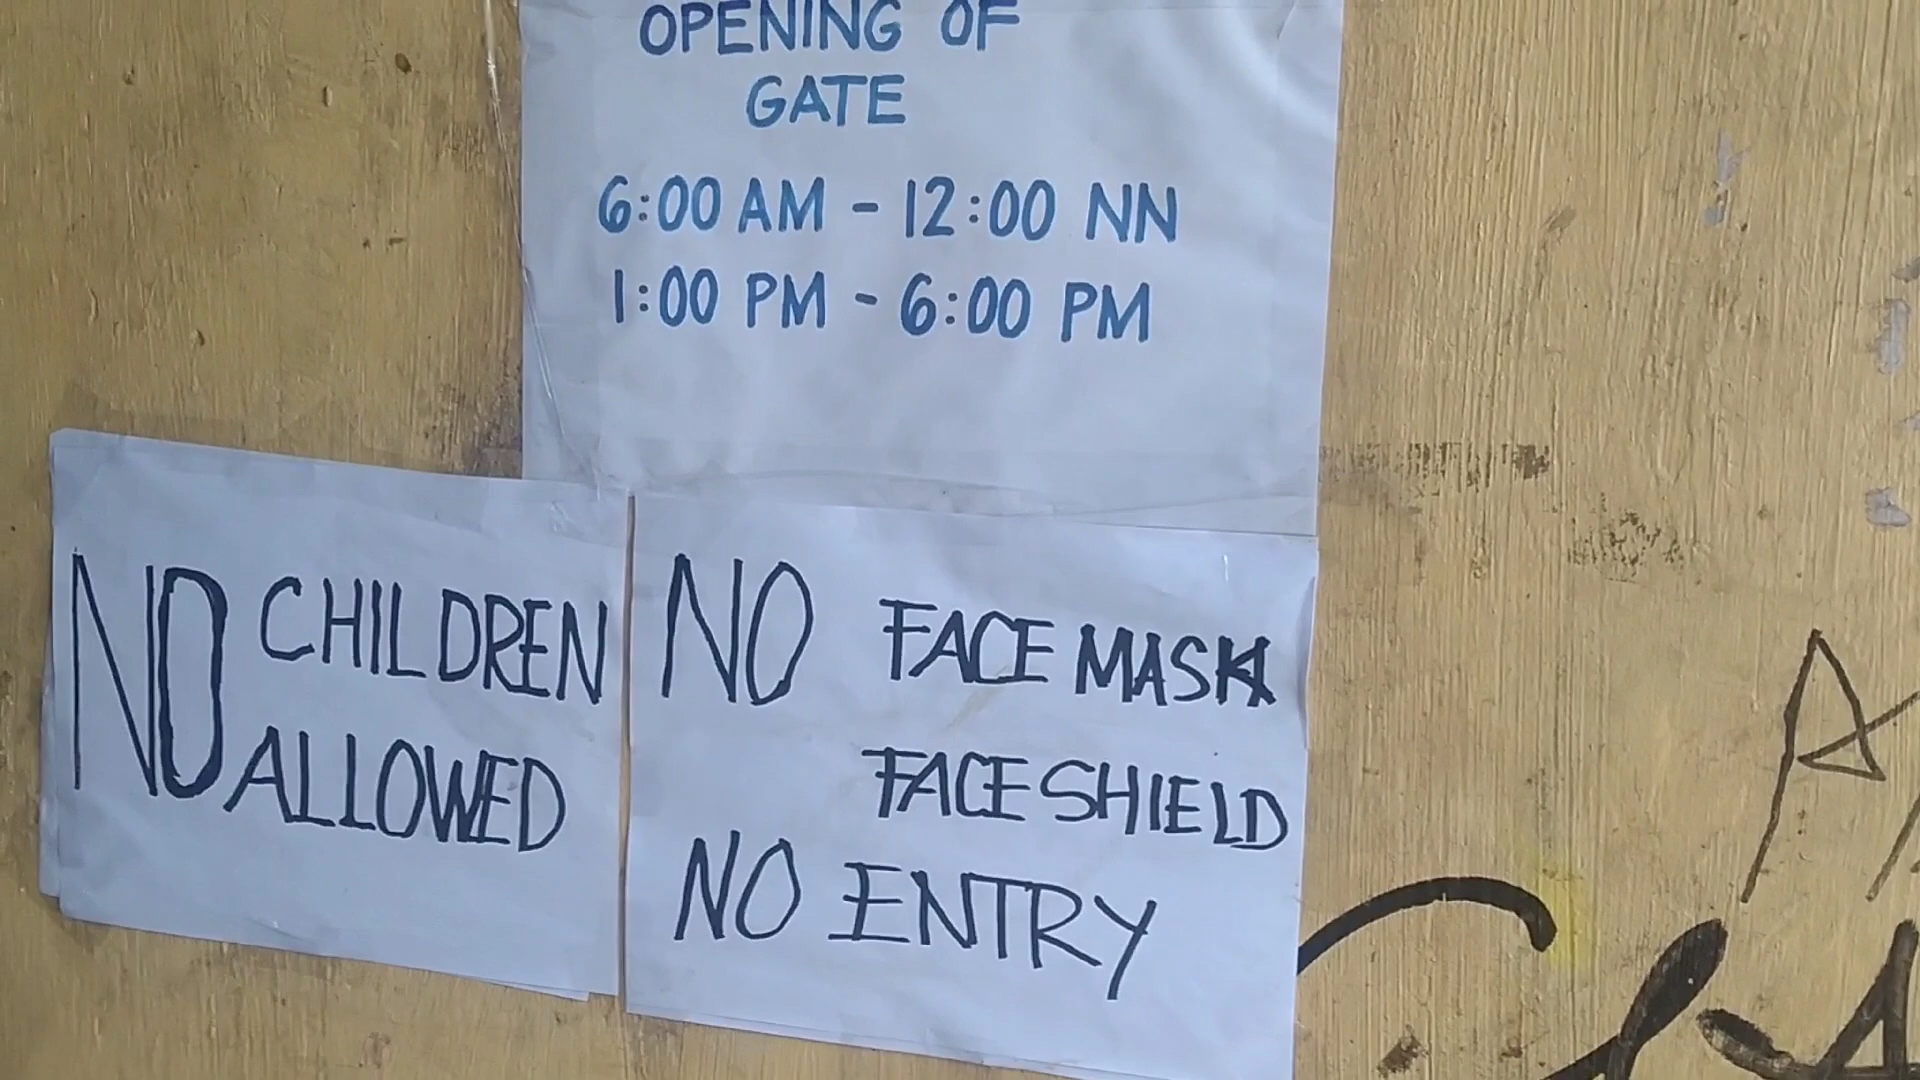 OPENING OF
GATE
6:00 AM - 12:00 NN
1:00 PM - 6:00 PM
NO CHILDREN
ALLOWED
NO FACE MASK
FACE SHIELD
NO ENTRY